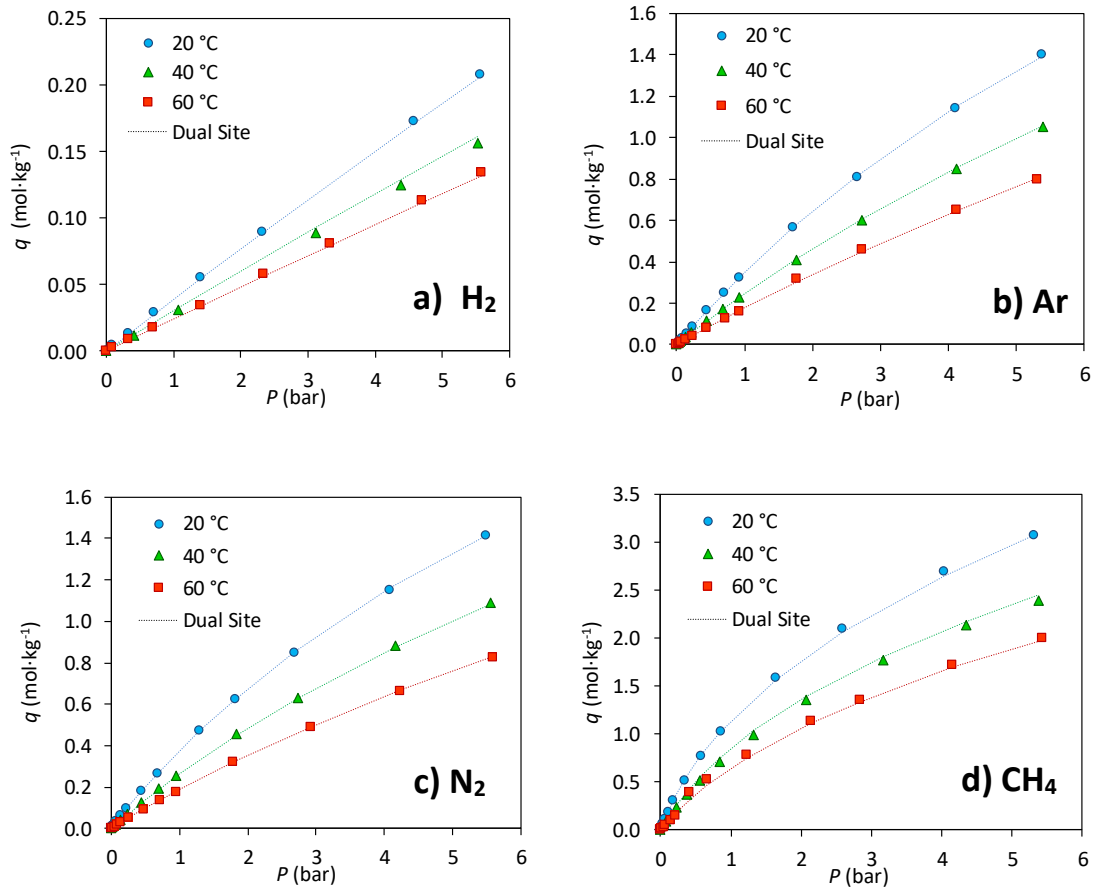 0.25
0.20
0.15
0.10
0.05
0.00
q (mol·kg⁻¹)
20 °C
40 °C
60 °C
Dual Site
a) H₂
0 1 2 3 4 5 6
P (bar)
1.6
1.4
1.2
1.0
0.8
0.6
0.4
0.2
0.0
q (mol·kg⁻¹)
20 °C
40 °C
60 °C
b) Ar
0 1 2 3 4 5 6
P (bar)
1.6
1.4
1.2
1.0
0.8
0.6
0.4
0.2
0.0
q (mol·kg⁻¹)
20 °C
40 °C
60 °C
Dual Site
c) N₂
0 1 2 3 4 5 6
P (bar)
3.5
3.0
2.5
2.0
1.5
1.0
0.5
0.0
q (mol·kg⁻¹)
20 °C
40 °C
60 °C
Dual Site
d) CH₄
0 1 2 3 4 5 6
P (bar)